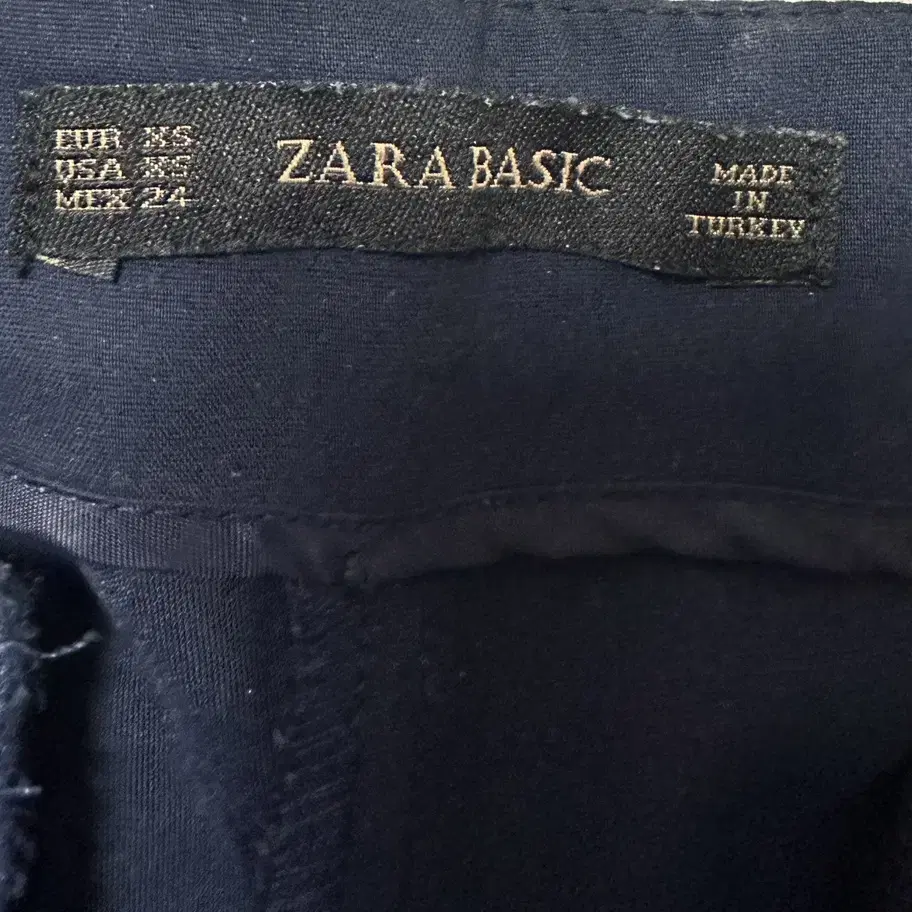 EUR XS
USA XS
MEX 24
ZARA BASIC
MADE
IN
TURKEY